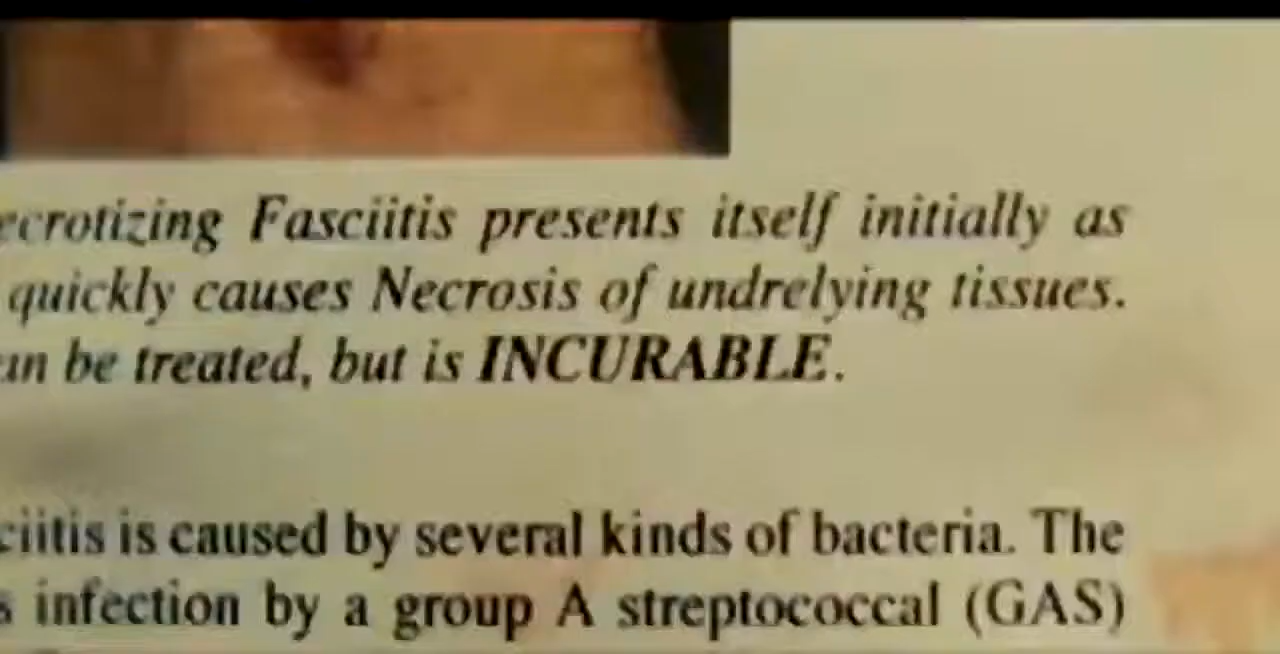 ecrotizing Fasciitis presents itself initially as
quickly causes Necrosis of undrelying tissues.
an be treated, but is INCURABLE.
ciitis is caused by several kinds of bacteria. The
s infection by a group A streptococcal (GAS)